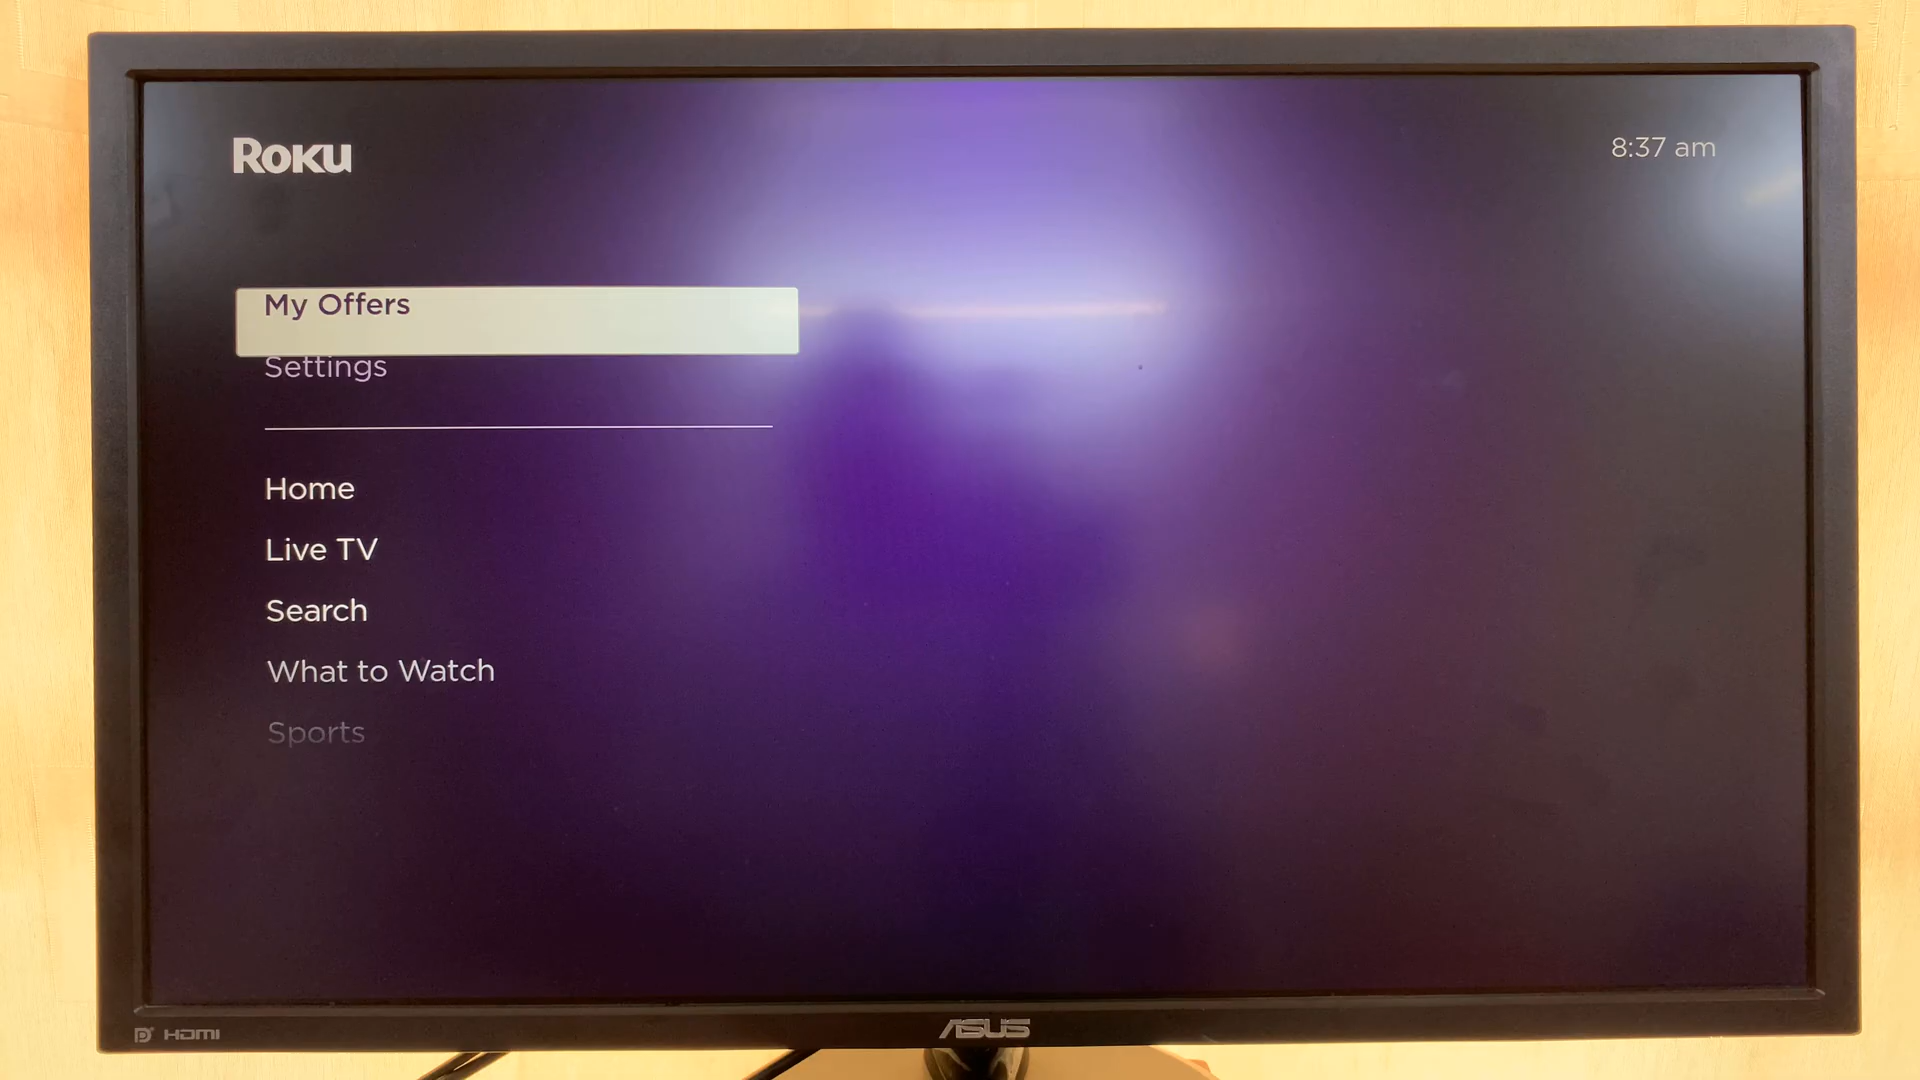 Roku
8:37 am
My Offers
Settings
Home
Live TV
Search
What to Watch
Sports
HDMI
ASUS